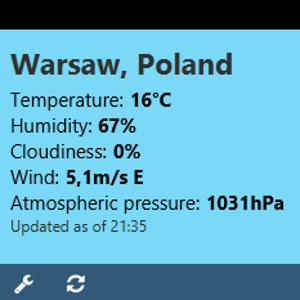 Warsaw, Poland
Temperature: 16°C
Humidity: 67%
Cloudiness: 0%
Wind: 5,1m/s E
Atmospheric pressure: 1031hPa
Updated as of 21:35